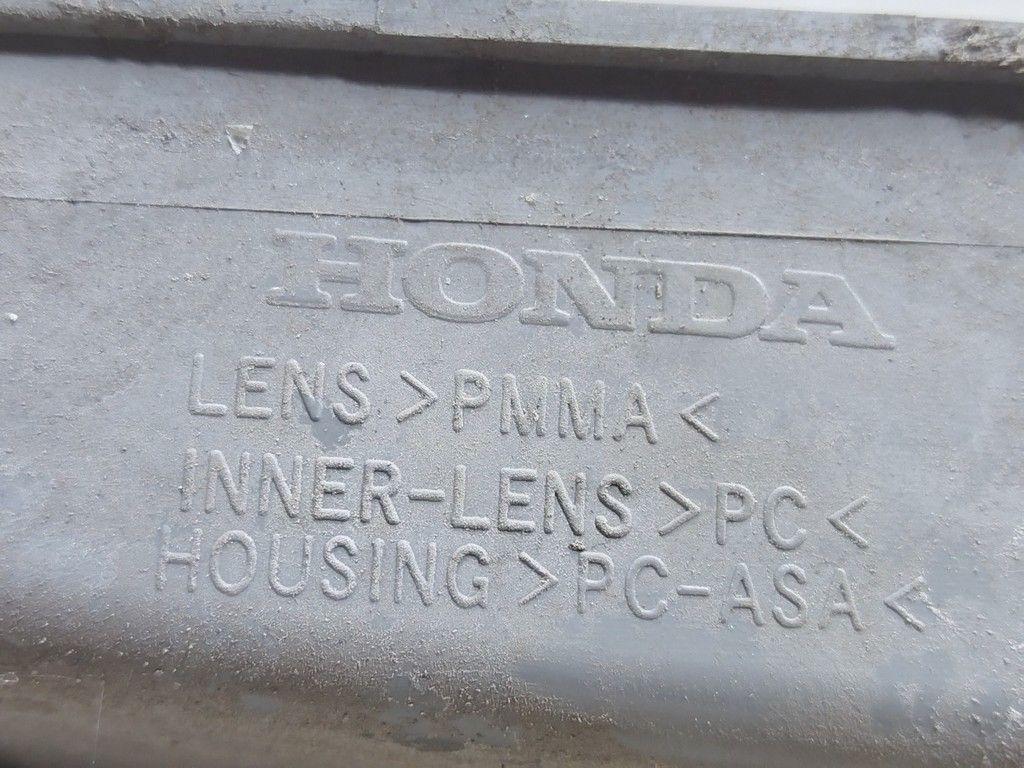 HONDA
LENS >PMMA<
INNER-LENS >PC<
HOUSING >PC-ASA<